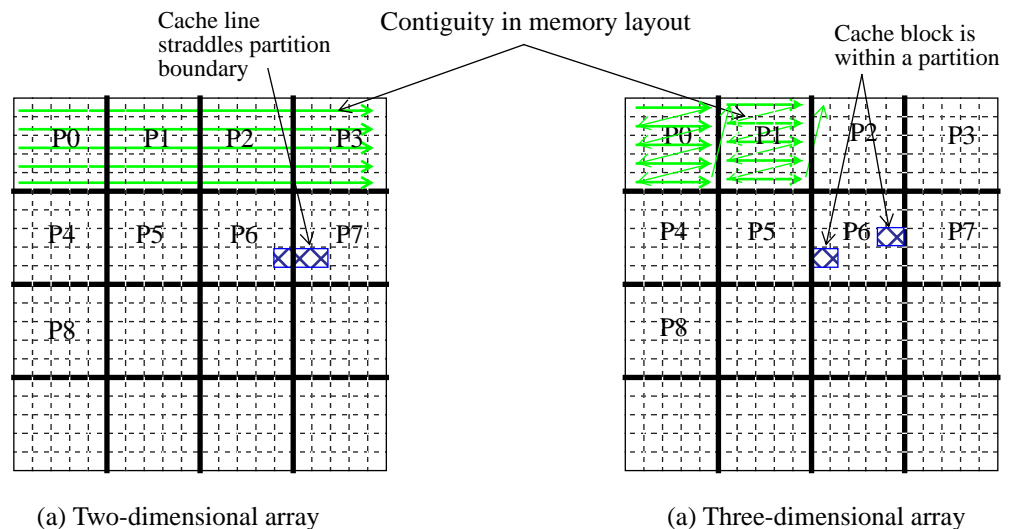 Cache line
straddles partition
boundary
Contiguity in memory layout
Cache block is
within a partition
P0 P1 P2 P3
P4 P5 P6 P7
P8
P0 P1 P2 P3
P4 P5 P6 P7
P8
(a) Two-dimensional array
(a) Three-dimensional array